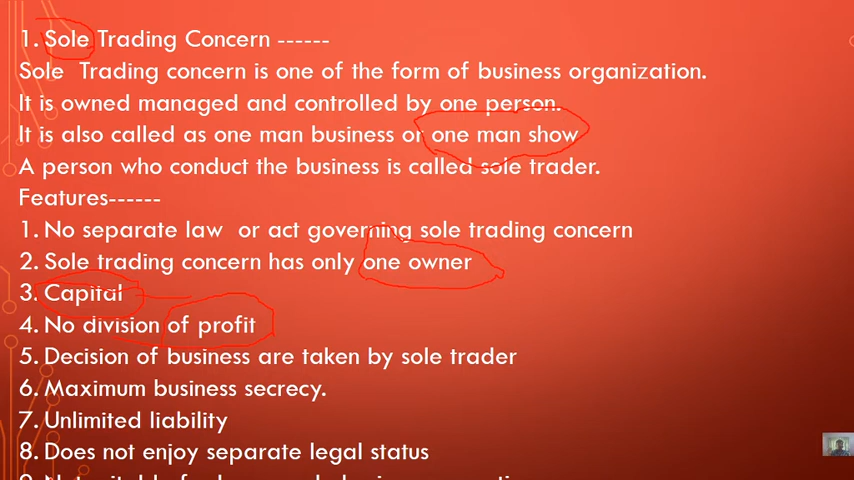 1. Sole Trading Concern ------
Sole Trading concern is one of the form of business organization.
It is owned managed and controlled by one person.
It is also called as one man business or one man show
A person who conduct the business is called sole trader.
Features------
1. No separate law or act governing sole trading concern
2. Sole trading concern has only one owner
3. Capital
4. No division of profit
5. Decision of business are taken by sole trader
6. Maximum business secrecy.
7. Unlimited liability
8. Does not enjoy separate legal status